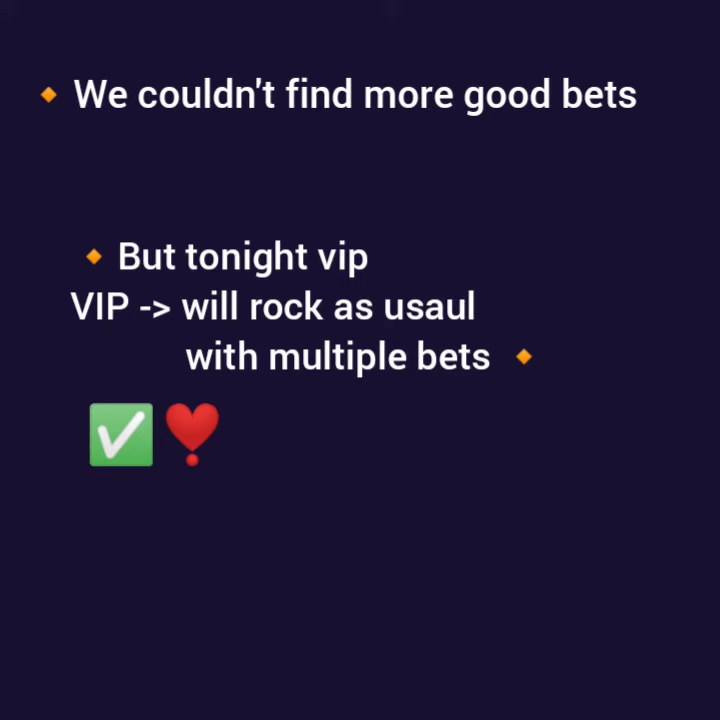 🔸 We couldn't find more good bets
🔸 But tonight vip
VIP -> will rock as usaul
with multiple bets 🔸
✅ ❣️